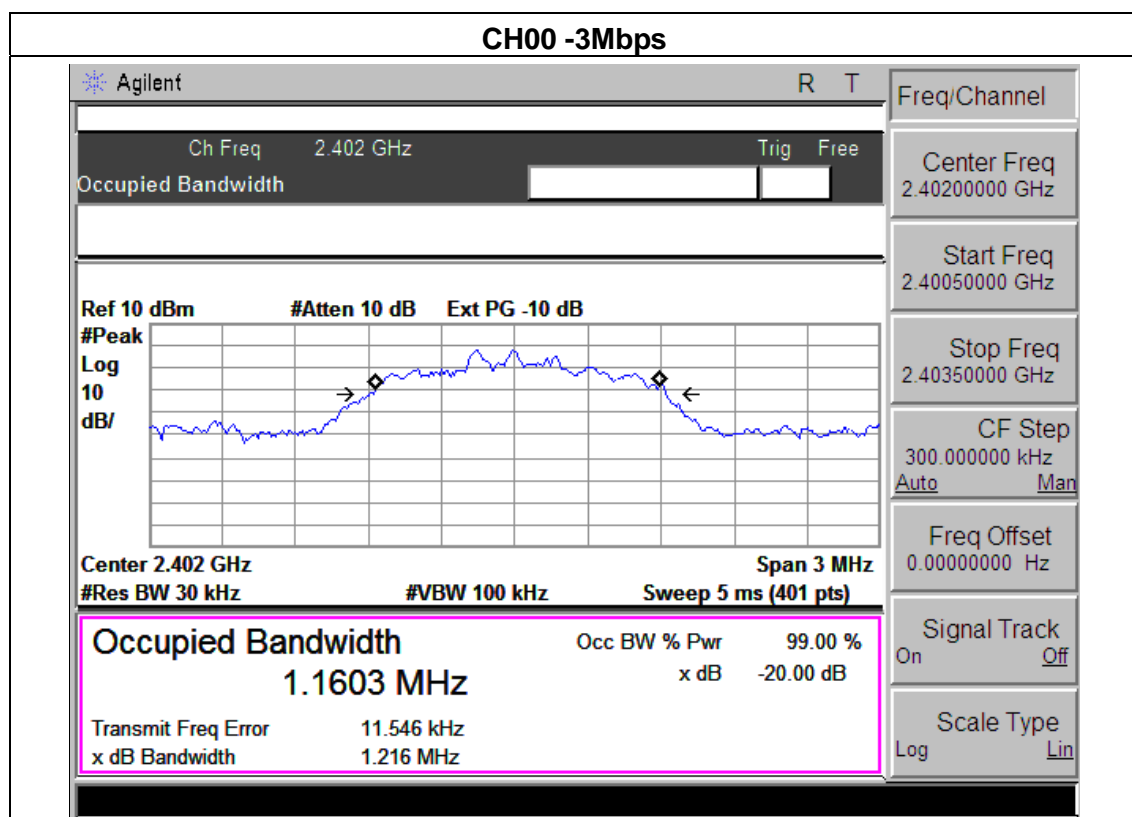 CH00 -3Mbps
Agilent R T
Ch Freq 2.402 GHz Trig Free
Occupied Bandwidth
Ref 10 dBm #Atten 10 dB Ext PG -10 dB
#Peak
Log
10
dB/
Center 2.402 GHz Span 3 MHz
#Res BW 30 kHz #VBW 100 kHz Sweep 5 ms (401 pts)
Occupied Bandwidth Occ BW % Pwr 99.00 %
1.1603 MHz x dB -20.00 dB
Transmit Freq Error 11.546 kHz
x dB Bandwidth 1.216 MHz
Freq/Channel
Center Freq
2.40200000 GHz
Start Freq
2.40050000 GHz
Stop Freq
2.40350000 GHz
CF Step
300.000000 kHz
Auto Man
Freq Offset
0.00000000 Hz
Signal Track
On Off
Scale Type
Log Lin